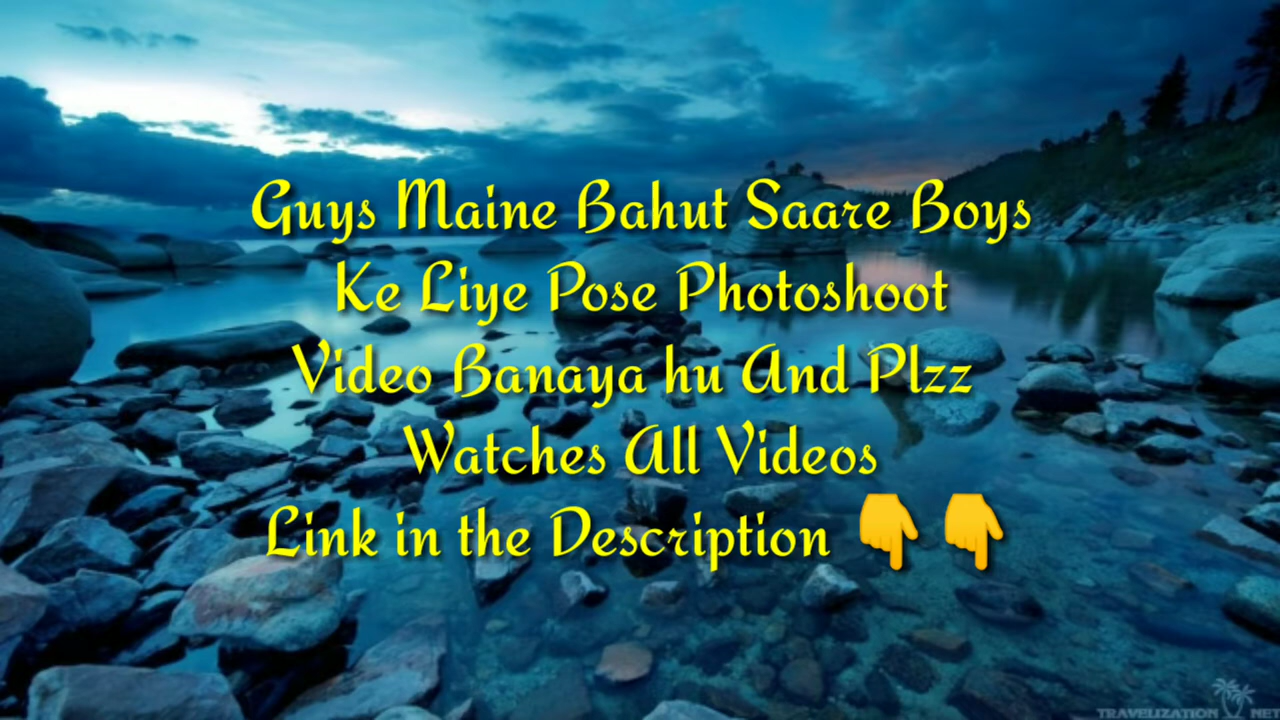 Guys Maine Bahut Saare Boys
Ke Liye Pose Photoshoot
Video Banaya hu And Plzz
Watches All Videos
Link in the Description 👇 👇
TRAVELIZATION NET